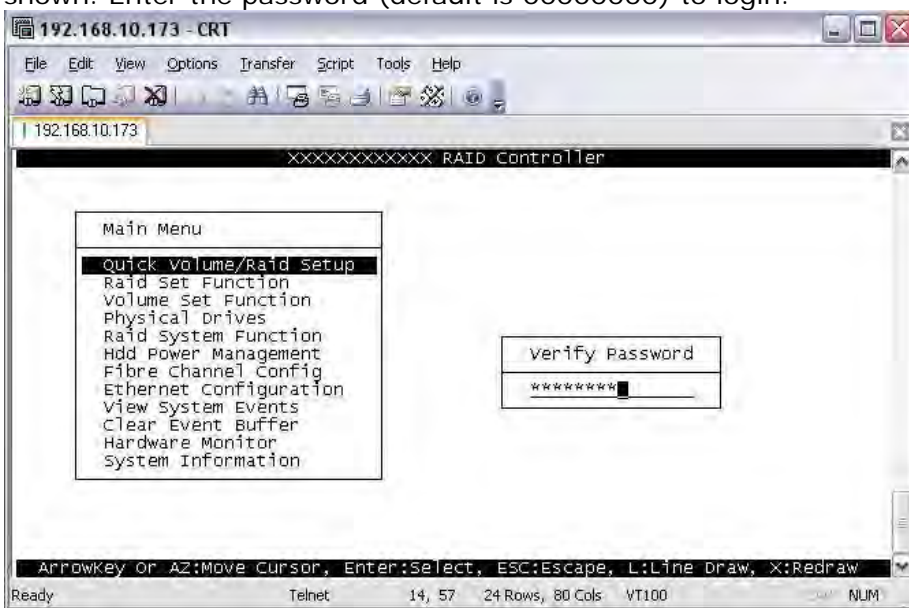 shown. Enter the password (default is 00000000) to login.
192.168.10.173 - CRT
File Edit View Options Transfer Script Tools Help
192.168.10.173
XXXXXXXXXXXX RAID Controller
Main Menu
Quick Volume/Raid Setup
Raid Set Function
Volume Set Function
Physical Drives
Raid System Function
Hdd Power Management
Fibre Channel Config
Ethernet Configuration
View System Events
Clear Event Buffer
Hardware Monitor
System Information
Verify Password
********
ArrowKey Or AZ:Move Cursor, Enter:Select, ESC:Escape, L:Line Draw, X:Redraw
Ready Telnet 14, 57 24 Rows, 80 Cols VT100 NUM